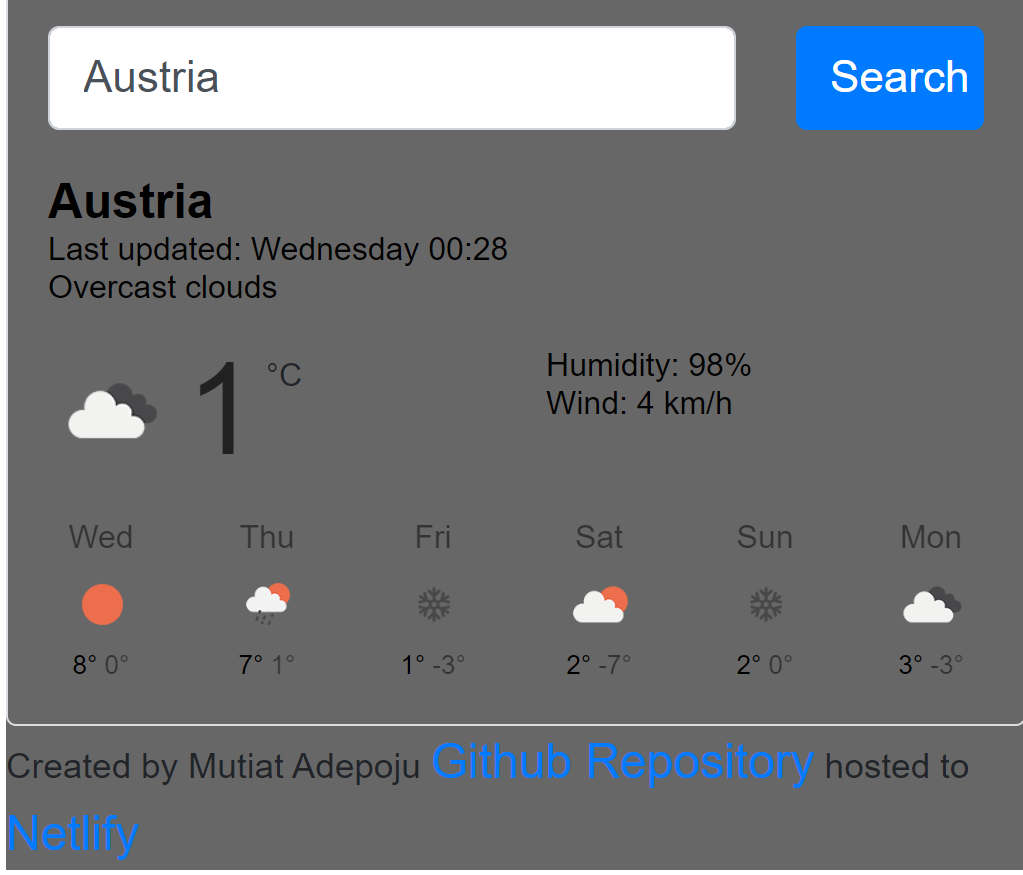 Austria Search
Austria
Last updated: Wednesday 00:28
Overcast clouds
1 °C
Humidity: 98%
Wind: 4 km/h
Wed Thu Fri Sat Sun Mon
8° 0° 7° 1° 1° -3° 2° -7° 2° 0° 3° -3°
Created by Mutiat Adepoju Github Repository hosted to
Netlify